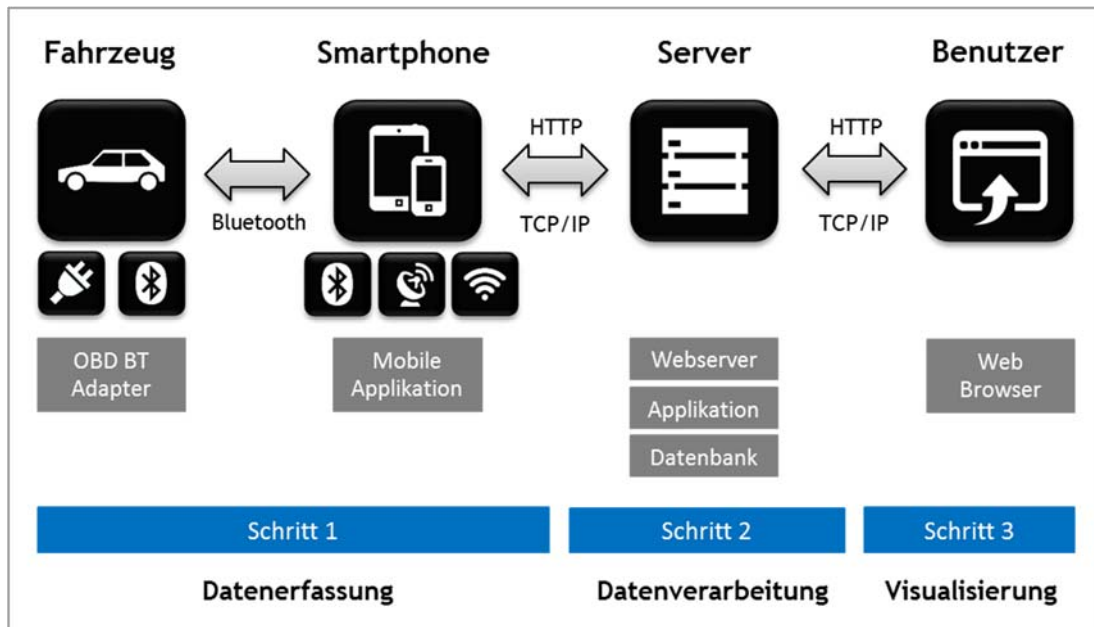 Fahrzeug
Smartphone
Server
Benutzer
Bluetooth
HTTP
TCP/IP
HTTP
TCP/IP
OBD BT
Adapter
Mobile
Applikation
Webserver
Applikation
Datenbank
Web
Browser
Schritt 1
Schritt 2
Schritt 3
Datenerfassung
Datenverarbeitung
Visualisierung